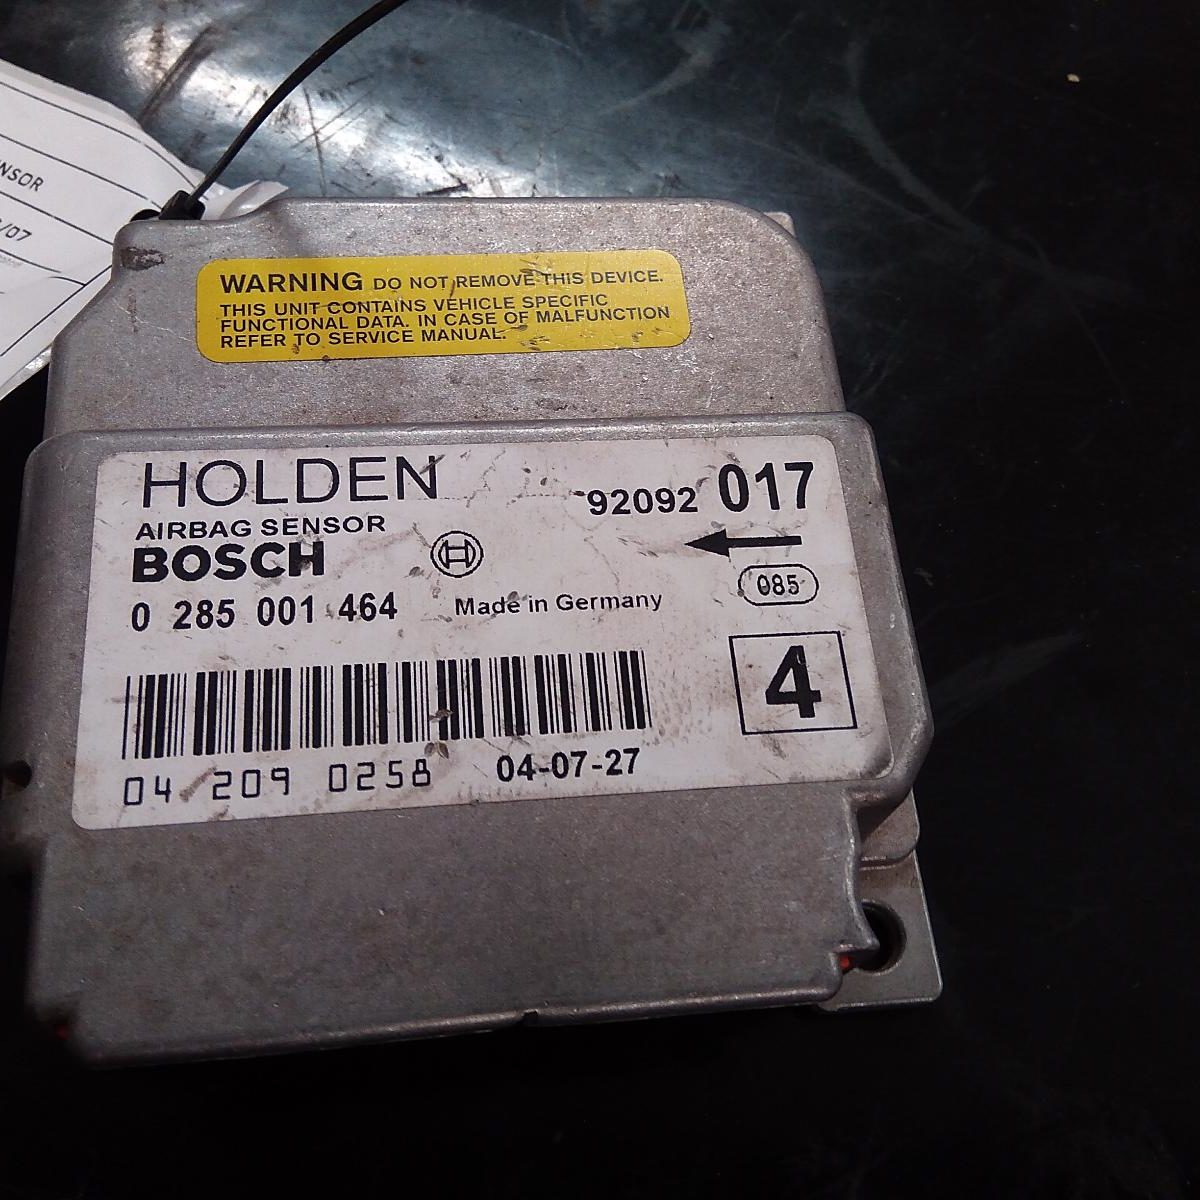 NSOR
/07
WARNING DO NOT REMOVE THIS DEVICE.
THIS UNIT CONTAINS VEHICLE SPECIFIC
FUNCTIONAL DATA. IN CASE OF MALFUNCTION
REFER TO SERVICE MANUAL.
HOLDEN 92092 017
AIRBAG SENSOR
BOSCH
085
0 285 001 464 Made in Germany
4
04 209 0258 04-07-27